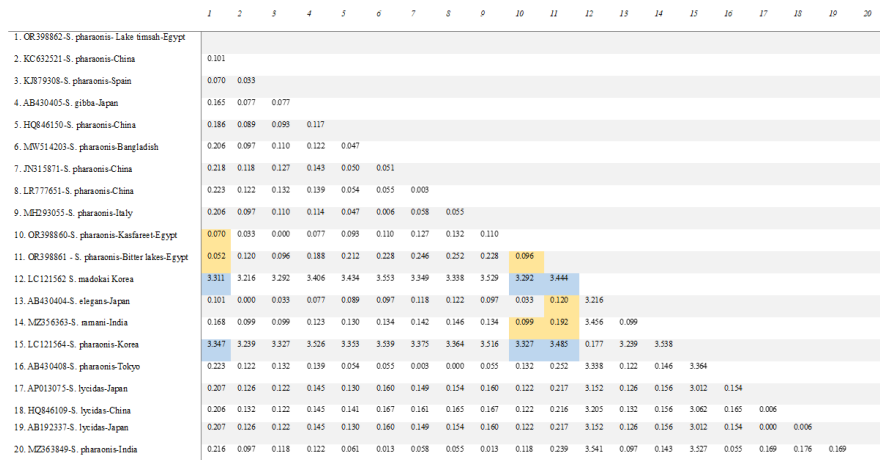 1 2 3 4 5 6 7 8 9 10 11 12 13 14 15 16 17 18 19 20
1. OR398862-S. pharaonis- Lake timsah-Egypt
2. KC632521-S. pharaonis-China 0.101
3. KJ879308-S. pharaonis-Spain 0.070 0.033
4. AB430405-S. gibba-Japan 0.165 0.077 0.077
5. HQ846150-S. pharaonis-China 0.186 0.089 0.093 0.117
6. MW514203-S. pharaonis-Bangladish 0.206 0.097 0.110 0.122 0.047
7. JN315871-S. pharaonis-China 0.218 0.118 0.127 0.143 0.050 0.051
8. LR777651-S. pharaonis-China 0.223 0.122 0.132 0.139 0.054 0.055 0.003
9. MH293055-S. pharaonis-Italy 0.206 0.097 0.110 0.114 0.047 0.006 0.058 0.055
10. OR398860-S. pharaonis-Kasfareet-Egypt 0.070 0.033 0.000 0.077 0.093 0.110 0.127 0.132 0.110
11. OR398861 - S. pharaonis-Bitter lakes-Egypt 0.052 0.120 0.096 0.188 0.212 0.228 0.246 0.252 0.228 0.096
12. LC121562 S. madokai Korea 3.311 3.216 3.292 3.406 3.434 3.553 3.349 3.338 3.529 3.292 3.444
13. AB430404-S. elegans-Japan 0.101 0.000 0.033 0.077 0.089 0.097 0.118 0.122 0.097 0.033 0.120 3.216
14. MZ356363-S. ramani-India 0.168 0.099 0.099 0.123 0.130 0.134 0.142 0.146 0.134 0.099 0.192 3.456 0.099
15. LC121564-S. pharaonis-Korea 3.347 3.239 3.327 3.526 3.353 3.539 3.375 3.364 3.516 3.327 3.485 0.177 3.239 3.538
16. AB430408-S. pharaonis-Tokyo 0.223 0.122 0.132 0.139 0.054 0.055 0.003 0.000 0.055 0.132 0.252 3.338 0.122 0.146 3.364
17. AP013075-S. lycidas-Japan 0.207 0.126 0.122 0.145 0.130 0.160 0.149 0.154 0.160 0.122 0.217 3.152 0.126 0.156 3.012 0.154
18. HQ846109-S. lycidas-China 0.206 0.132 0.122 0.145 0.141 0.167 0.161 0.165 0.167 0.122 0.216 3.205 0.132 0.156 3.062 0.165 0.006
19. AB192337-S. lycidas-Japan 0.207 0.126 0.122 0.145 0.130 0.160 0.149 0.154 0.160 0.122 0.217 3.152 0.126 0.156 3.012 0.154 0.000 0.006
20. MZ363849-S. pharaonis-India 0.216 0.097 0.118 0.122 0.061 0.013 0.058 0.055 0.013 0.118 0.239 3.541 0.097 0.143 3.527 0.055 0.169 0.176 0.169